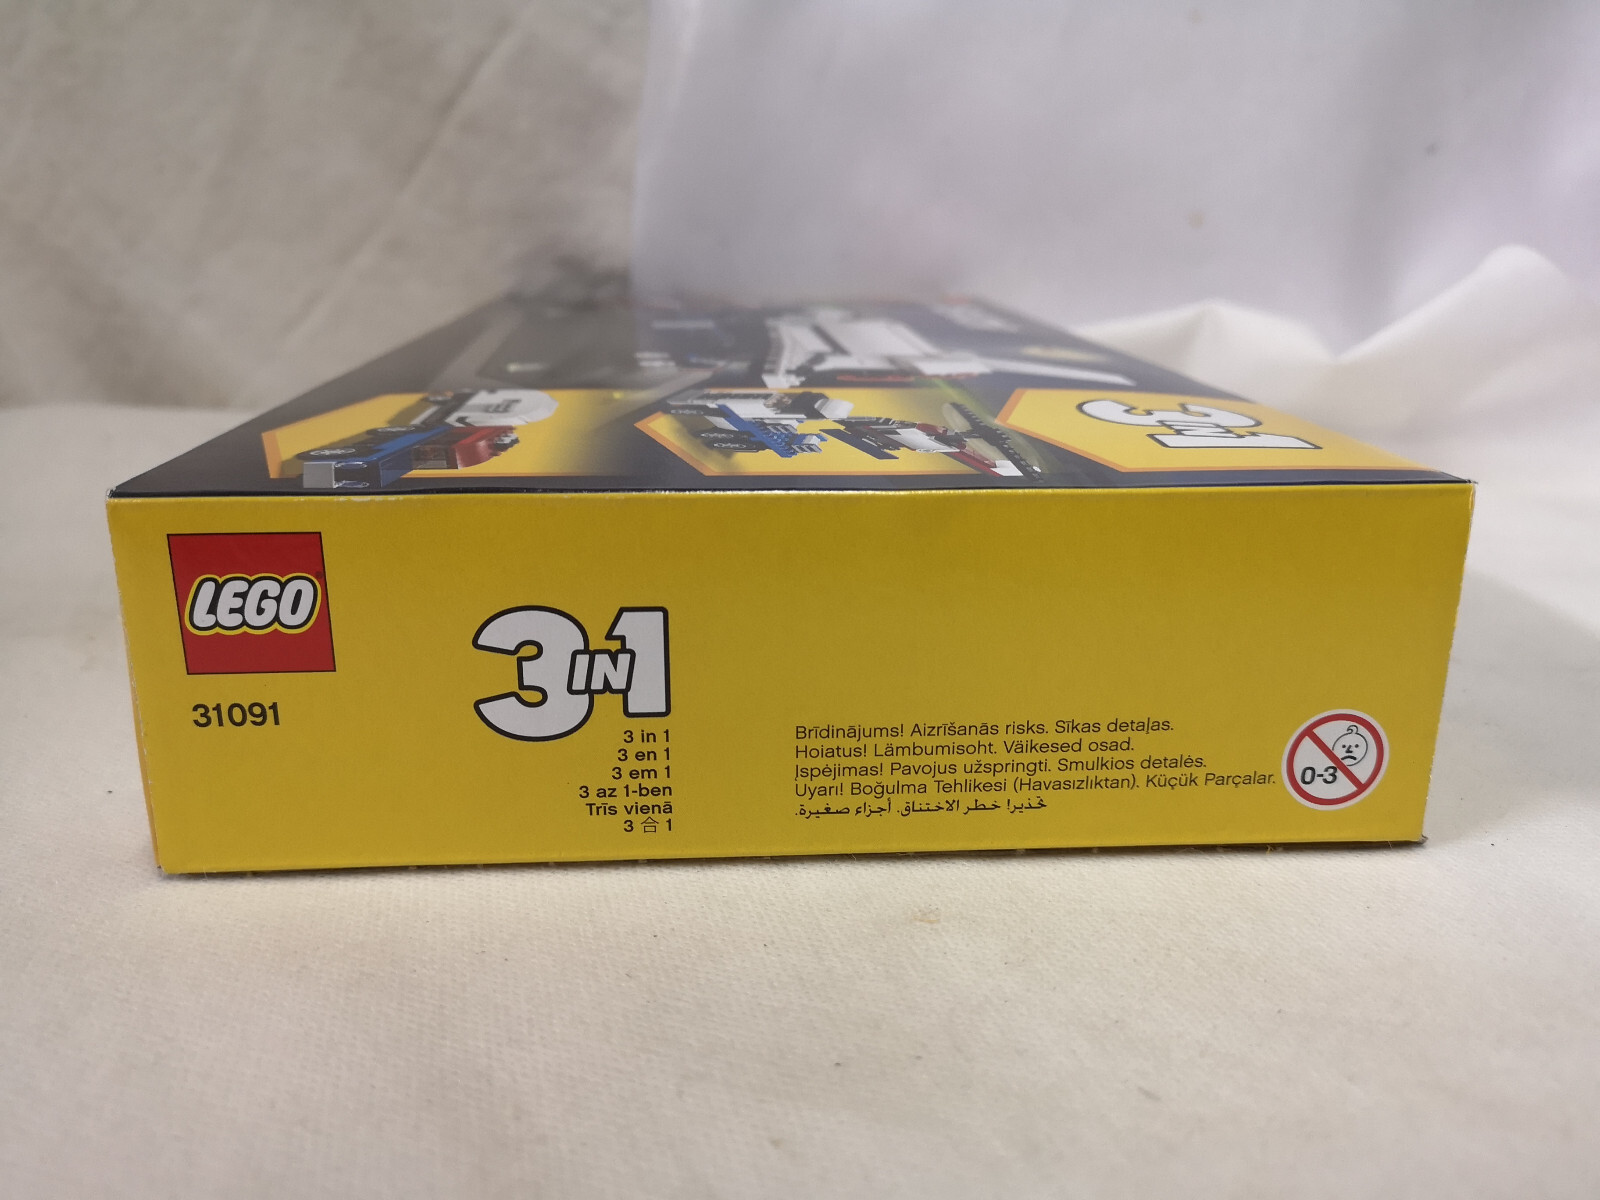 3IN1
LEGO
31091
3IN1
3 in 1
3 en 1
3 em 1
3 az 1-ben
Trīs vienā
3 合 1
Brīdinājums! Aizrīšanās risks. Sīkas detaļas.
Hoiatus! Lämbumisoht. Väikesed osad.
Įspėjimas! Pavojus užspringti. Smulkios detalės.
Uyarı! Boğulma Tehlikesi (Havasızlıktan). Küçük Parçalar.
تحذير! خطر الاختناق. أجزاء صغيرة.
0-3